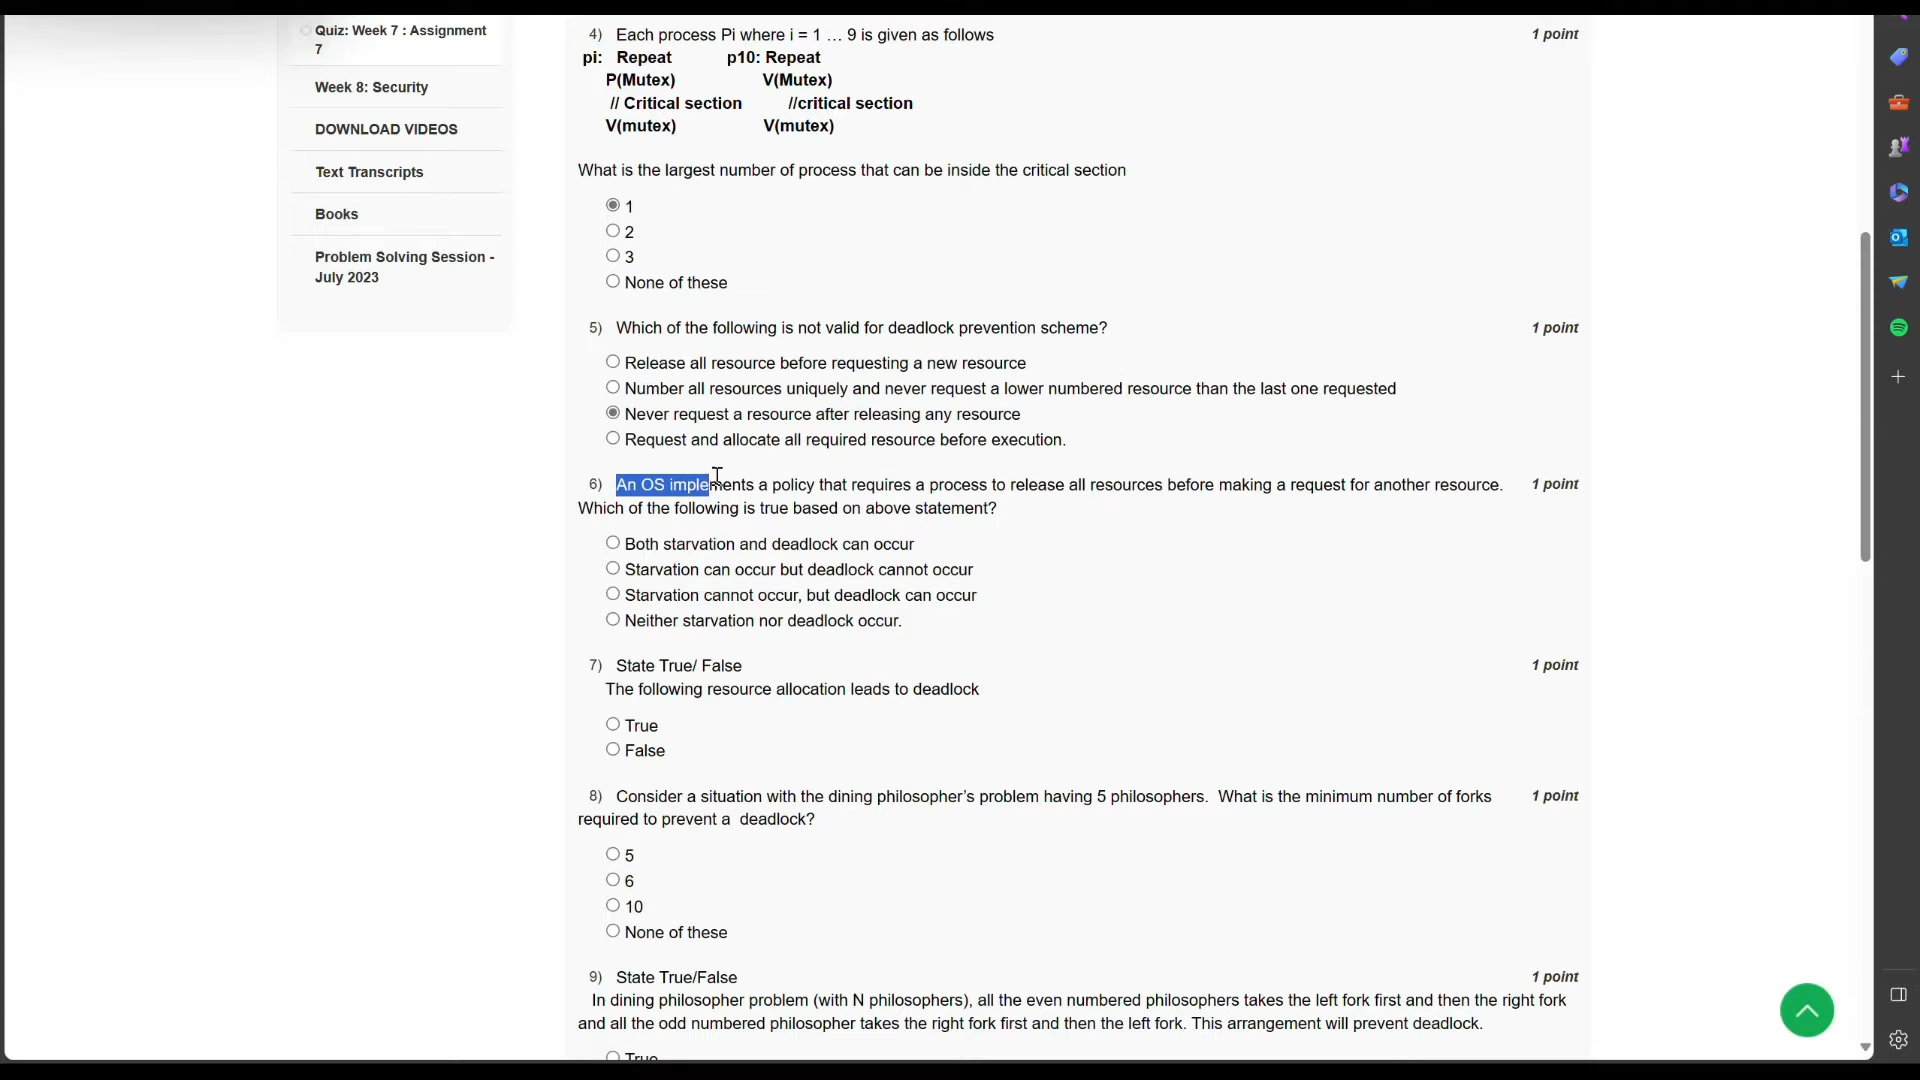 Quiz: Week 7 : Assignment
7
Week 8: Security
DOWNLOAD VIDEOS
Text Transcripts
Books
Problem Solving Session -
July 2023
4) Each process Pi where i = 1 … 9 is given as follows 1 point
pi: Repeat p10: Repeat
P(Mutex) V(Mutex)
// Critical section //critical section
V(mutex) V(mutex)
What is the largest number of process that can be inside the critical section
1
2
3
None of these
5) Which of the following is not valid for deadlock prevention scheme? 1 point
Release all resource before requesting a new resource
Number all resources uniquely and never request a lower numbered resource than the last one requested
Never request a resource after releasing any resource
Request and allocate all required resource before execution.
6) An OS implements a policy that requires a process to release all resources before making a request for another resource. 1 point
Which of the following is true based on above statement?
Both starvation and deadlock can occur
Starvation can occur but deadlock cannot occur
Starvation cannot occur, but deadlock can occur
Neither starvation nor deadlock occur.
7) State True/ False 1 point
The following resource allocation leads to deadlock
True
False
8) Consider a situation with the dining philosopher's problem having 5 philosophers. What is the minimum number of forks 1 point
required to prevent a deadlock?
5
6
10
None of these
9) State True/False 1 point
In dining philosopher problem (with N philosophers), all the even numbered philosophers takes the left fork first and then the right fork
and all the odd numbered philosopher takes the right fork first and then the left fork. This arrangement will prevent deadlock.
True